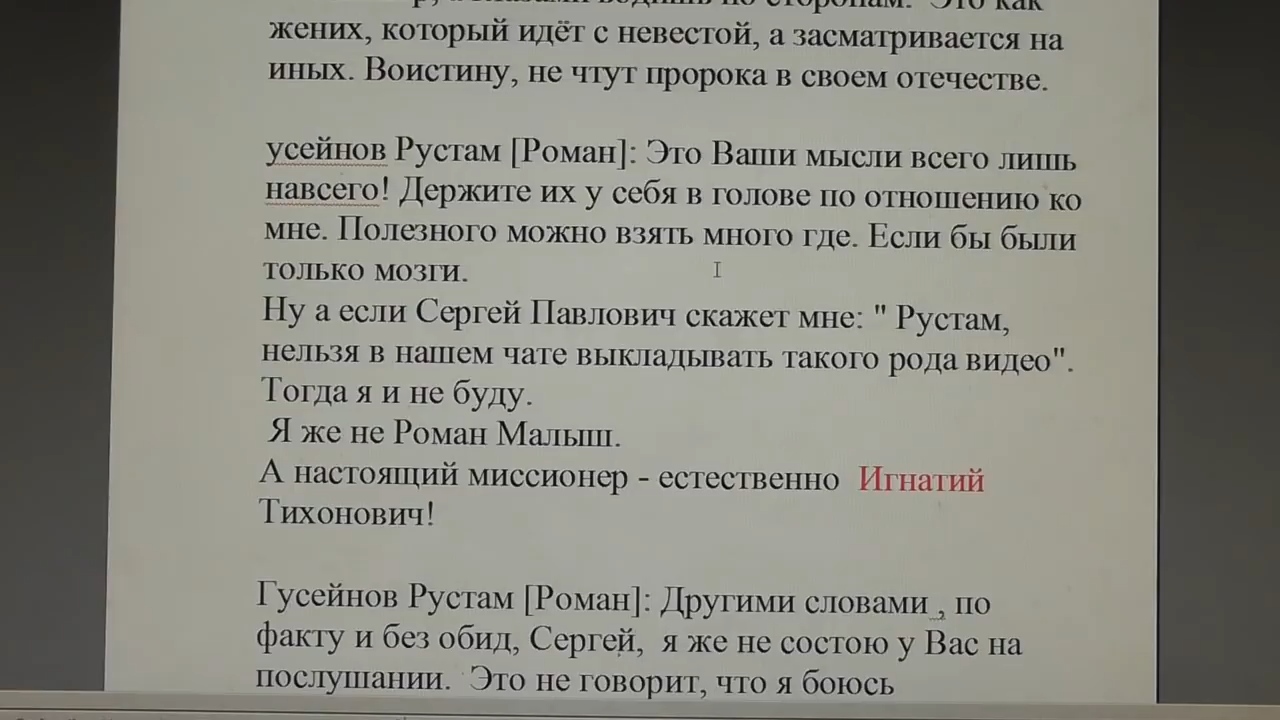 жених, который идёт с невестой, а засматривается на
иных. Воистину, не чтут пророка в своем отечестве.
усейнов Рустам [Роман]: Это Ваши мысли всего лишь
навсего! Держите их у себя в голове по отношению ко
мне. Полезного можно взять много где. Если бы были
только мозги.
Ну а если Сергей Павлович скажет мне: " Рустам,
нельзя в нашем чате выкладывать такого рода видео".
Тогда я и не буду.
Я же не Роман Малыш.
А настоящий миссионер - естественно Игнатий
Тихонович!
Гусейнов Рустам [Роман]: Другими словами , по
факту и без обид, Сергей, я же не состою у Вас на
послушании. Это не говорит, что я боюсь